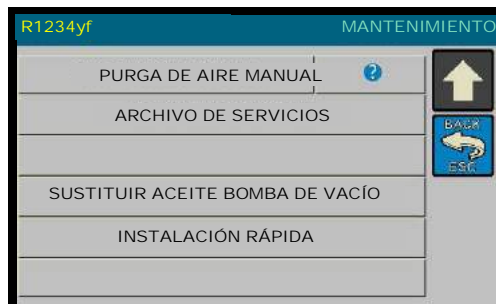 R1234yf MANTENIMIENTO
PURGA DE AIRE MANUAL ?
ARCHIVO DE SERVICIOS
BACK
ESC
SUSTITUIR ACEITE BOMBA DE VACÍO
INSTALACIÓN RÁPIDA